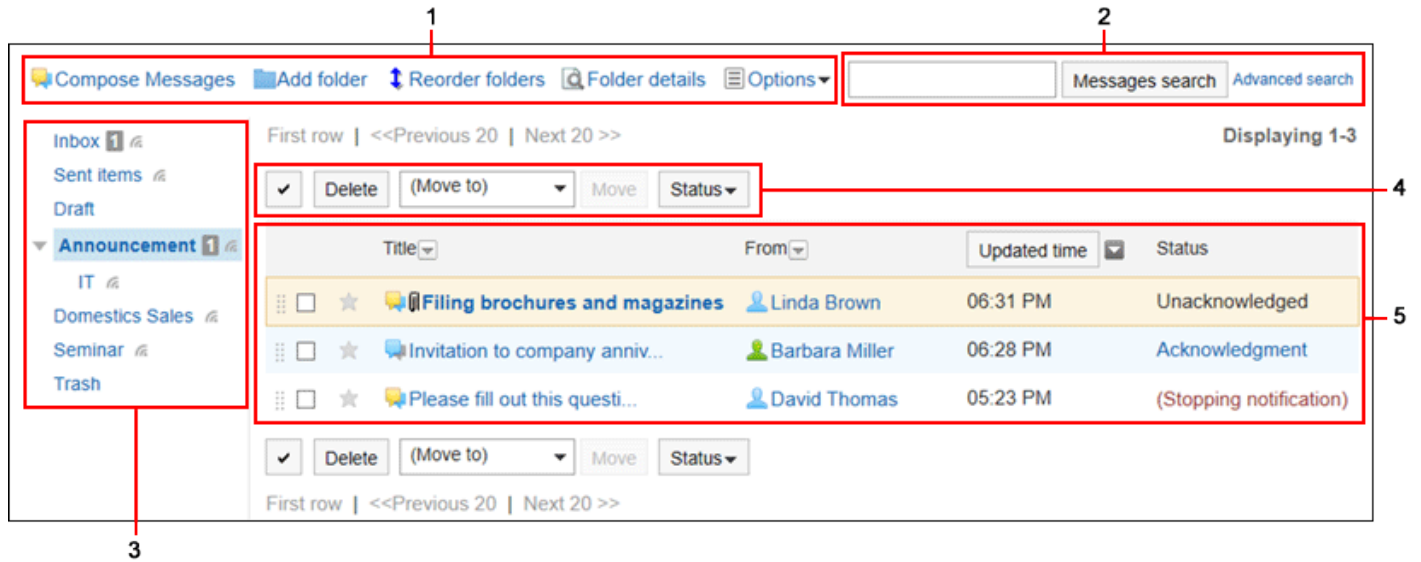 1
2
Compose Messages Add folder Reorder folders Folder details Options Messages search Advanced search
Inbox 1
Sent items
Draft
Announcement 1
IT
Domestics Sales
Seminar
Trash
3
First row | <<Previous 20 | Next 20 >> Displaying 1-3
Delete (Move to) Move Status
4
Title From Updated time Status
Filing brochures and magazines Linda Brown 06:31 PM Unacknowledged
5
Invitation to company anniv... Barbara Miller 06:28 PM Acknowledgment
Please fill out this questi... David Thomas 05:23 PM (Stopping notification)
Delete (Move to) Move Status
First row | <<Previous 20 | Next 20 >>